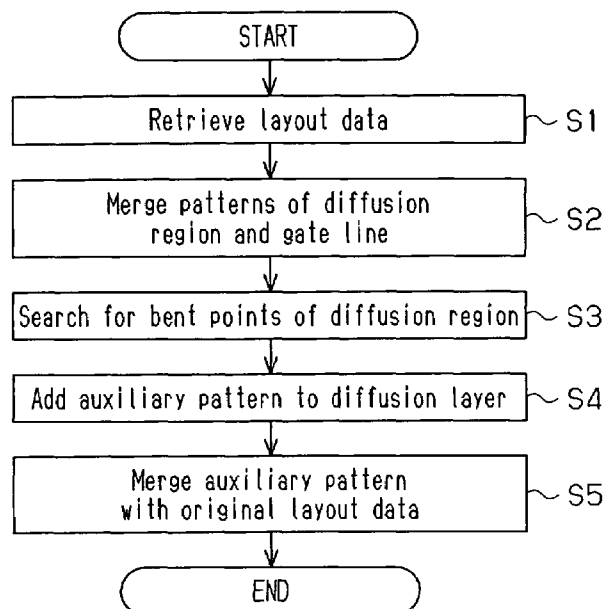 START
Retrieve layout data
S1
Merge patterns of diffusion
region and gate line
S2
Search for bent points of diffusion region
S3
Add auxiliary pattern to diffusion layer
S4
Merge auxiliary pattern
with original layout data
S5
END